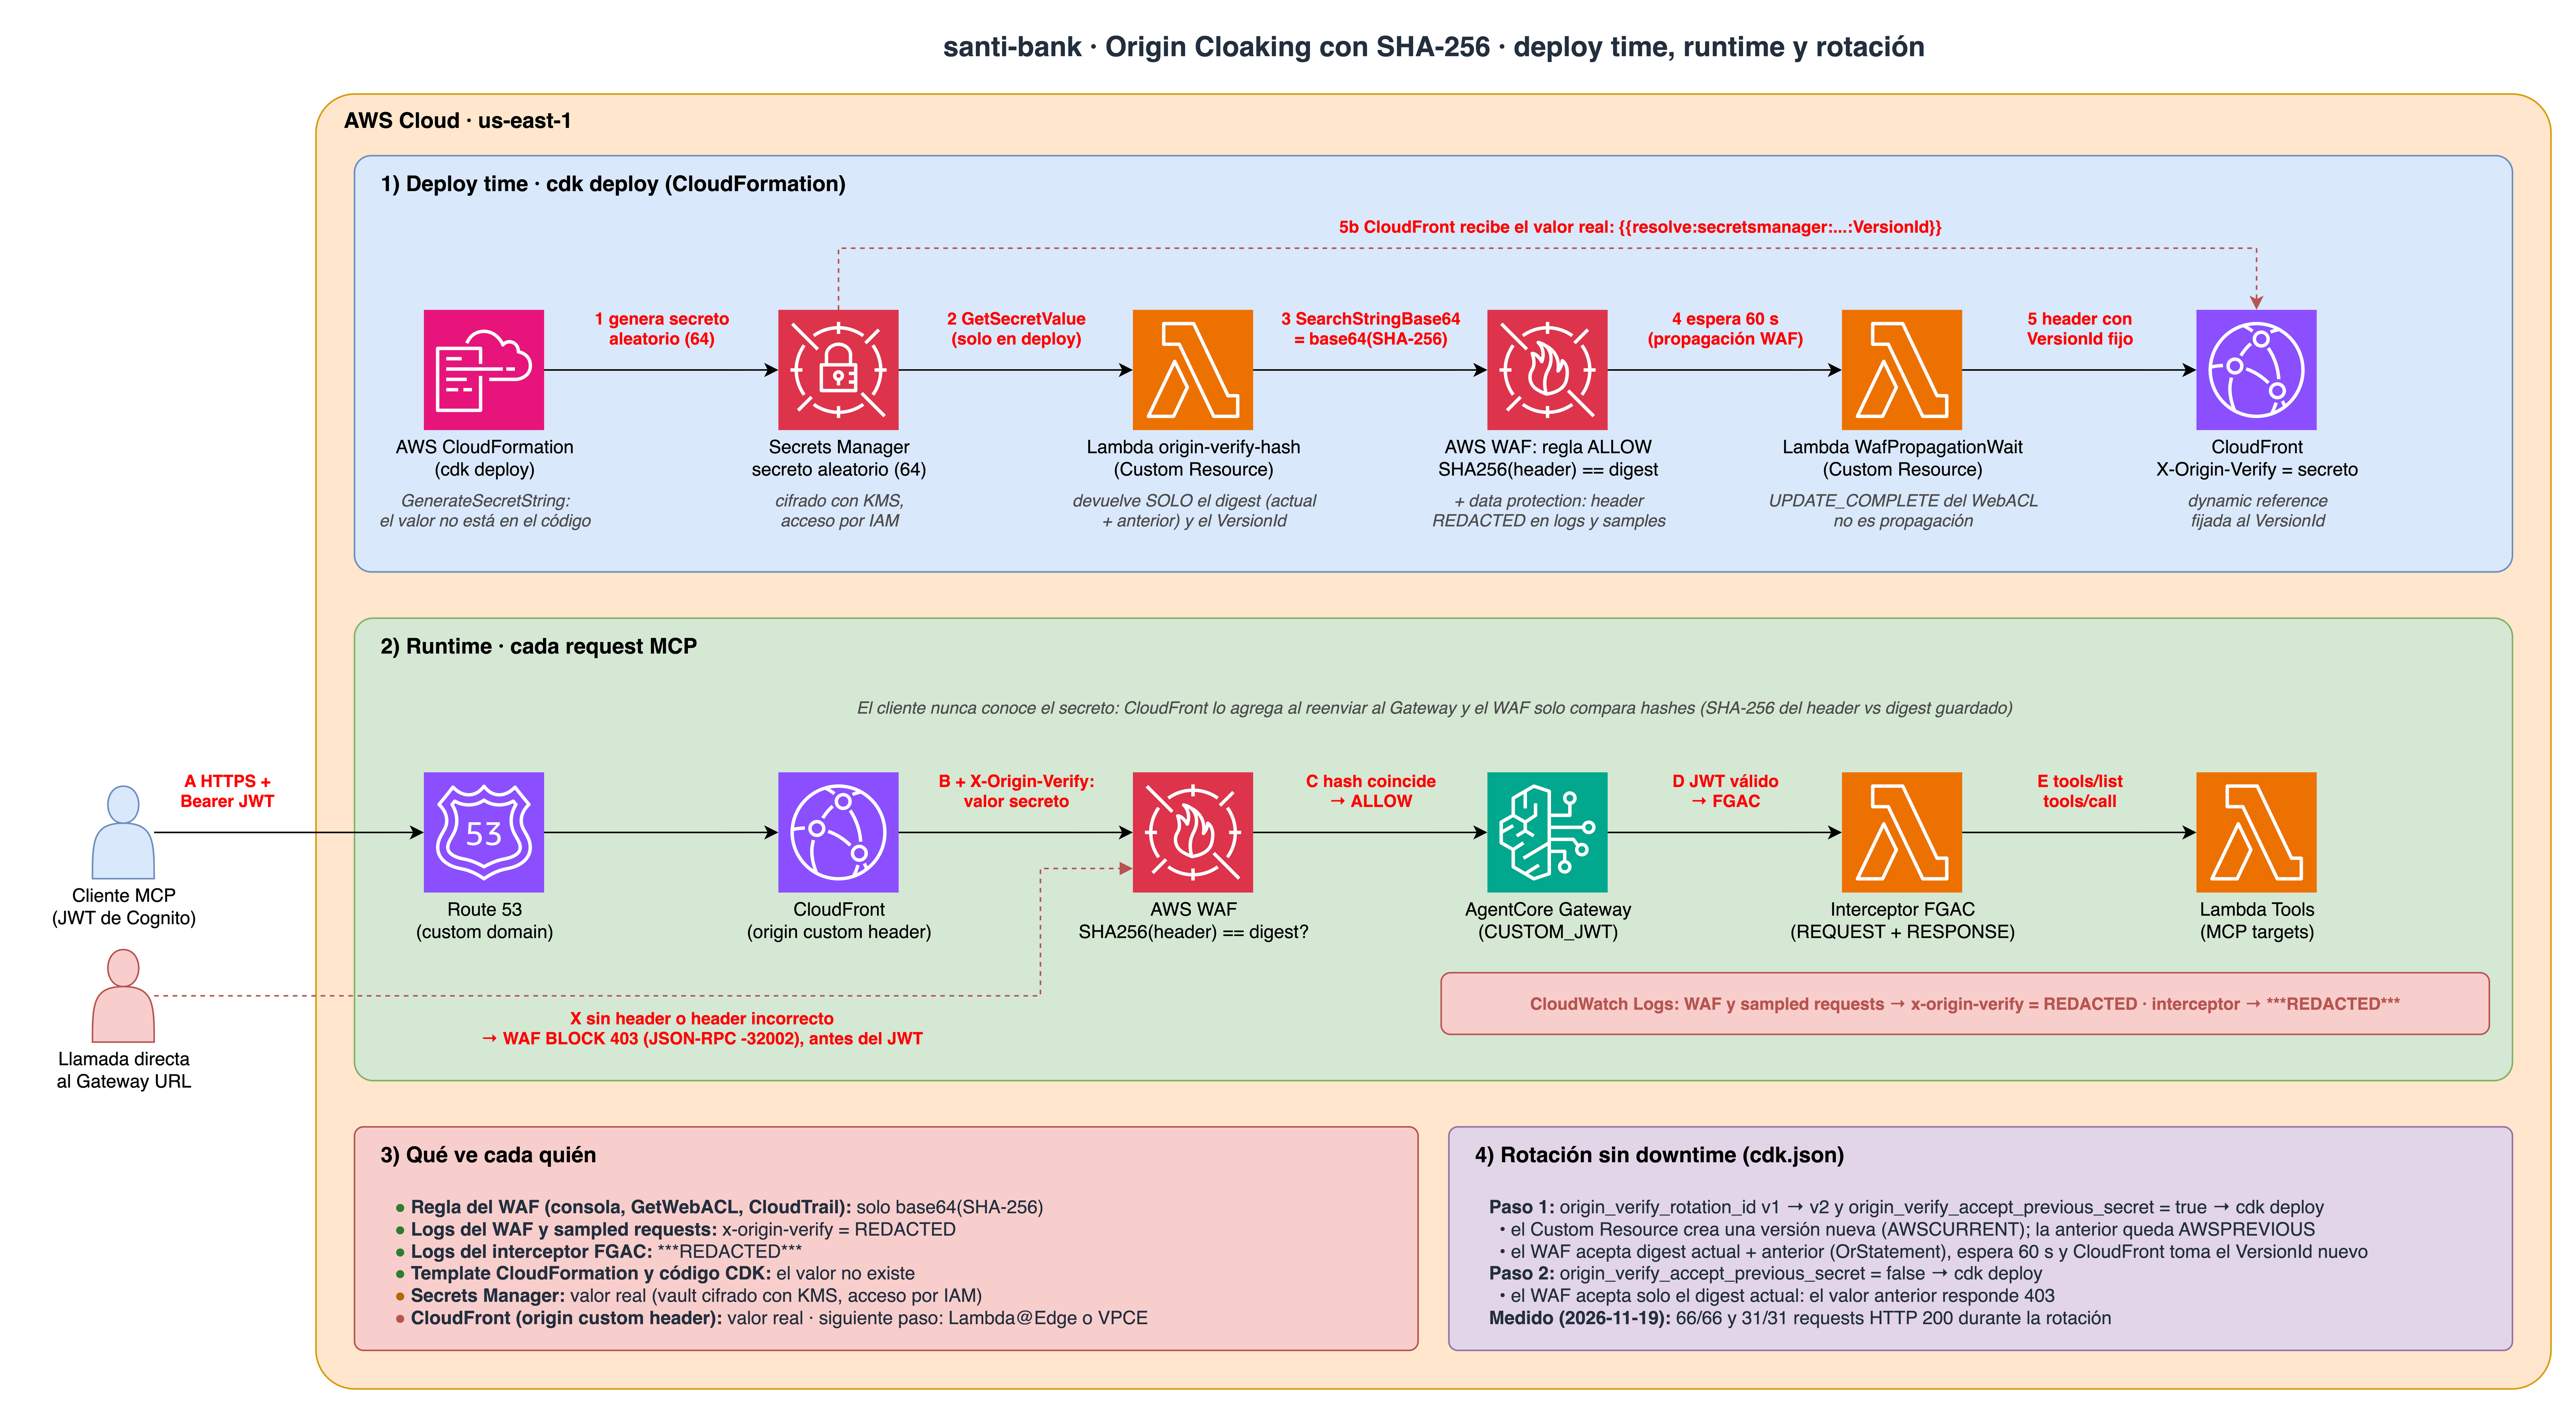 santi-bank · Origin Cloaking con SHA-256 · deploy time, runtime y rotación
AWS Cloud · us-east-1
1) Deploy time · cdk deploy (CloudFormation)
5b CloudFront recibe el valor real: {{resolve:secretsmanager:...:VersionId}}
1 genera secreto
aleatorio (64)
2 GetSecretValue
(solo en deploy)
3 SearchStringBase64
= base64(SHA-256)
4 espera 60 s
(propagación WAF)
5 header con
VersionId fijo
AWS CloudFormation
(cdk deploy)
GenerateSecretString:
el valor no está en el código
Secrets Manager
secreto aleatorio (64)
cifrado con KMS,
acceso por IAM
Lambda origin-verify-hash
(Custom Resource)
devuelve SOLO el digest (actual
+ anterior) y el VersionId
AWS WAF: regla ALLOW
SHA256(header) == digest
+ data protection: header
REDACTED en logs y samples
Lambda WafPropagationWait
(Custom Resource)
UPDATE_COMPLETE del WebACL
no es propagación
CloudFront
X-Origin-Verify = secreto
dynamic reference
fijada al VersionId
2) Runtime · cada request MCP
El cliente nunca conoce el secreto: CloudFront lo agrega al reenviar al Gateway y el WAF solo compara hashes (SHA-256 del header vs digest guardado)
A HTTPS +
Bearer JWT
B + X-Origin-Verify:
valor secreto
C hash coincide
→ ALLOW
D JWT válido
→ FGAC
E tools/list
tools/call
53
Cliente MCP
(JWT de Cognito)
Route 53
(custom domain)
CloudFront
(origin custom header)
AWS WAF
SHA256(header) == digest?
AgentCore Gateway
(CUSTOM_JWT)
Interceptor FGAC
(REQUEST + RESPONSE)
Lambda Tools
(MCP targets)
X sin header o header incorrecto
→ WAF BLOCK 403 (JSON-RPC -32002), antes del JWT
CloudWatch Logs: WAF y sampled requests → x-origin-verify = REDACTED · interceptor → ***REDACTED***
Llamada directa
al Gateway URL
3) Qué ve cada quién
● Regla del WAF (consola, GetWebACL, CloudTrail): solo base64(SHA-256)
● Logs del WAF y sampled requests: x-origin-verify = REDACTED
● Logs del interceptor FGAC: ***REDACTED***
● Template CloudFormation y código CDK: el valor no existe
● Secrets Manager: valor real (vault cifrado con KMS, acceso por IAM)
● CloudFront (origin custom header): valor real · siguiente paso: Lambda@Edge o VPCE
4) Rotación sin downtime (cdk.json)
Paso 1: origin_verify_rotation_id v1 → v2 y origin_verify_accept_previous_secret = true → cdk deploy
• el Custom Resource crea una versión nueva (AWSCURRENT); la anterior queda AWSPREVIOUS
• el WAF acepta digest actual + anterior (OrStatement), espera 60 s y CloudFront toma el VersionId nuevo
Paso 2: origin_verify_accept_previous_secret = false → cdk deploy
• el WAF acepta solo el digest actual: el valor anterior responde 403
Medido (2026-11-19): 66/66 y 31/31 requests HTTP 200 durante la rotación